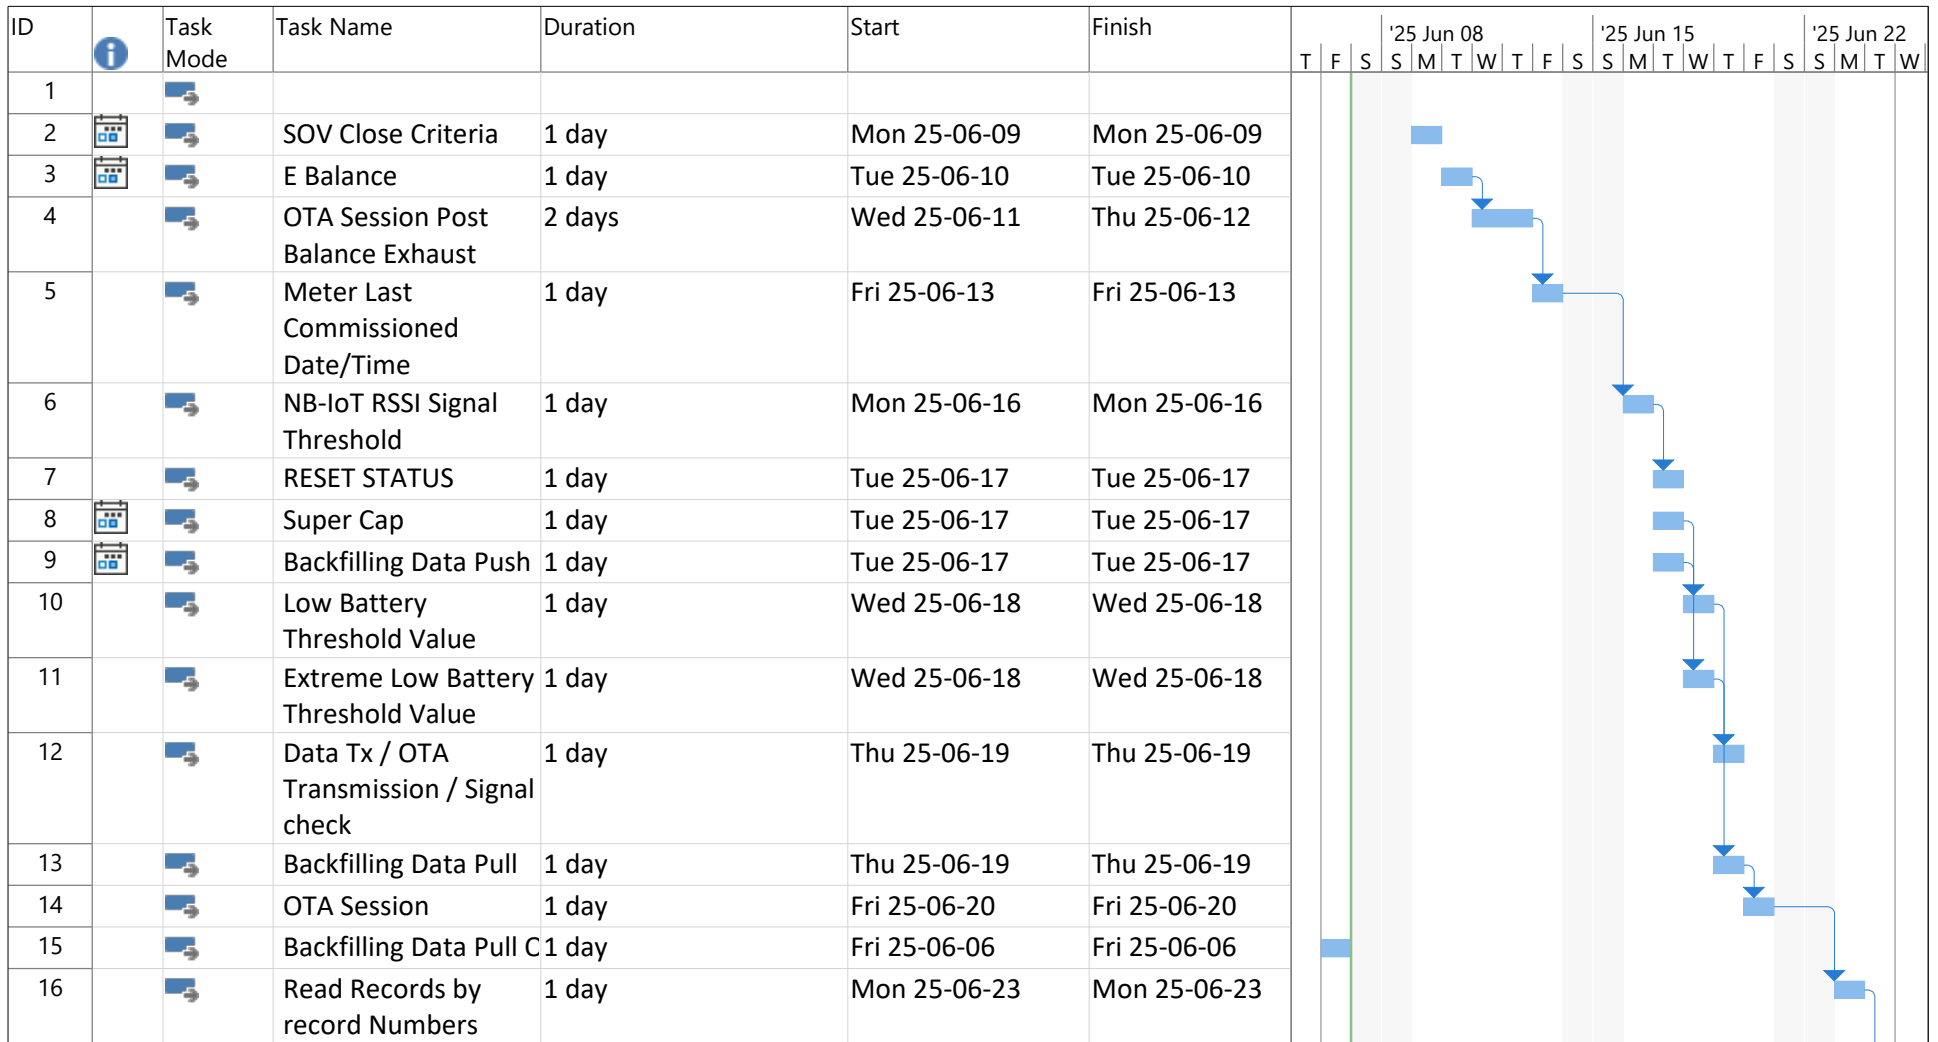 ID Task Mode Task Name Duration Start Finish '25 Jun 08 '25 Jun 15 '25 Jun 22
T F S S M T W T F S S M T W T F S S M T W
1
2 SOV Close Criteria 1 day Mon 25-06-09 Mon 25-06-09
3 E Balance 1 day Tue 25-06-10 Tue 25-06-10
4 OTA Session Post 2 days Wed 25-06-11 Thu 25-06-12
Balance Exhaust
5 Meter Last 1 day Fri 25-06-13 Fri 25-06-13
Commissioned
Date/Time
6 NB-IoT RSSI Signal 1 day Mon 25-06-16 Mon 25-06-16
Threshold
7 RESET STATUS 1 day Tue 25-06-17 Tue 25-06-17
8 Super Cap 1 day Tue 25-06-17 Tue 25-06-17
9 Backfilling Data Push 1 day Tue 25-06-17 Tue 25-06-17
10 Low Battery 1 day Wed 25-06-18 Wed 25-06-18
Threshold Value
11 Extreme Low Battery 1 day Wed 25-06-18 Wed 25-06-18
Threshold Value
12 Data Tx / OTA 1 day Thu 25-06-19 Thu 25-06-19
Transmission / Signal
check
13 Backfilling Data Pull 1 day Thu 25-06-19 Thu 25-06-19
14 OTA Session 1 day Fri 25-06-20 Fri 25-06-20
15 Backfilling Data Pull 1 day Fri 25-06-06 Fri 25-06-06
16 Read Records by 1 day Mon 25-06-23 Mon 25-06-23
record Numbers